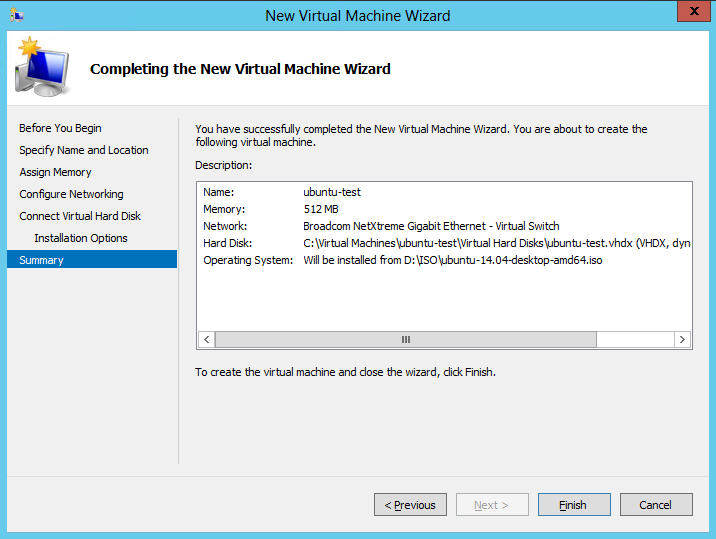 New Virtual Machine Wizard
x
Completing the New Virtual Machine Wizard
Before You Begin
Specify Name and Location
Assign Memory
Configure Networking
Connect Virtual Hard Disk
Installation Options
Summary
You have successfully completed the New Virtual Machine Wizard. You are about to create the
following virtual machine.
Description:
Name: ubuntu-test
Memory: 512 MB
Network: Broadcom NetXtreme Gigabit Ethernet - Virtual Switch
Hard Disk: C:\Virtual Machines\ubuntu-test\Virtual Hard Disks\ubuntu-test.vhdx (VHDX, dyn
Operating System: Will be installed from D:\ISO\ubuntu-14.04-desktop-amd64.iso
To create the virtual machine and close the wizard, click Finish.
< Previous
Next >
Finish
Cancel